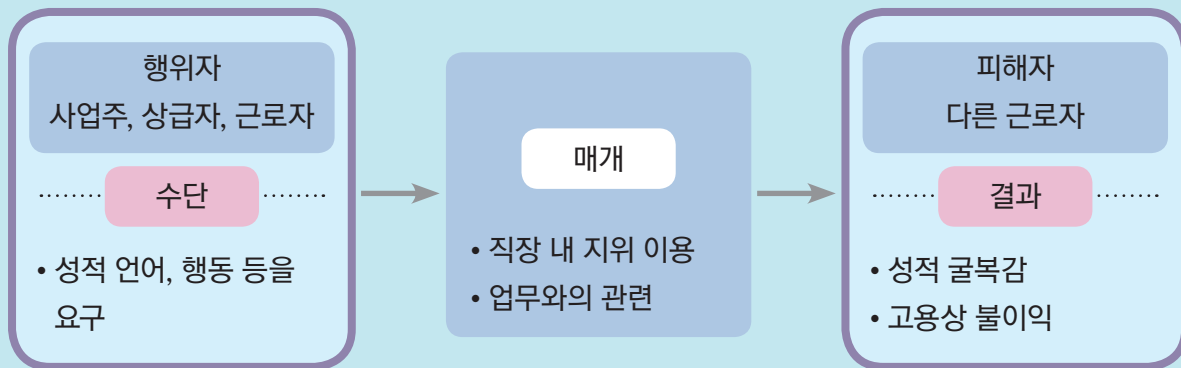 행위자
사업주, 상급자, 근로자
수단
• 성적 언어, 행동 등을
요구
매개
• 직장 내 지위 이용
• 업무와의 관련
피해자
다른 근로자
결과
• 성적 굴복감
• 고용상 불이익